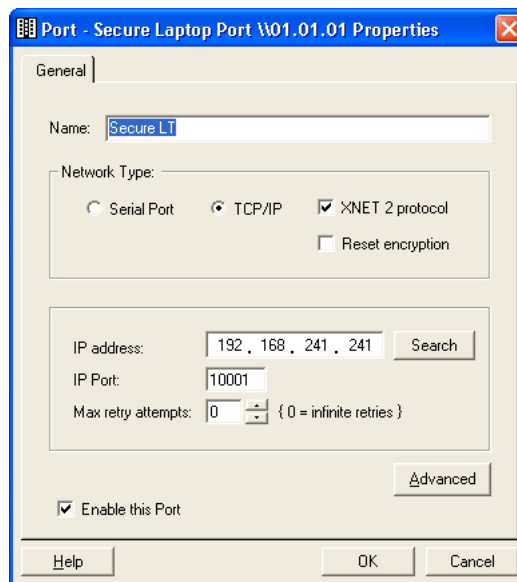 Port - Secure Laptop Port \\01.01.01 Properties
General
Name: Secure LT
Network Type:
Serial Port TCP/IP XNET 2 protocol
Reset encryption
IP address: 192 . 168 . 241 . 241 Search
IP Port: 10001
Max retry attempts: 0 { 0 = infinite retries }
Advanced
Enable this Port
Help OK Cancel